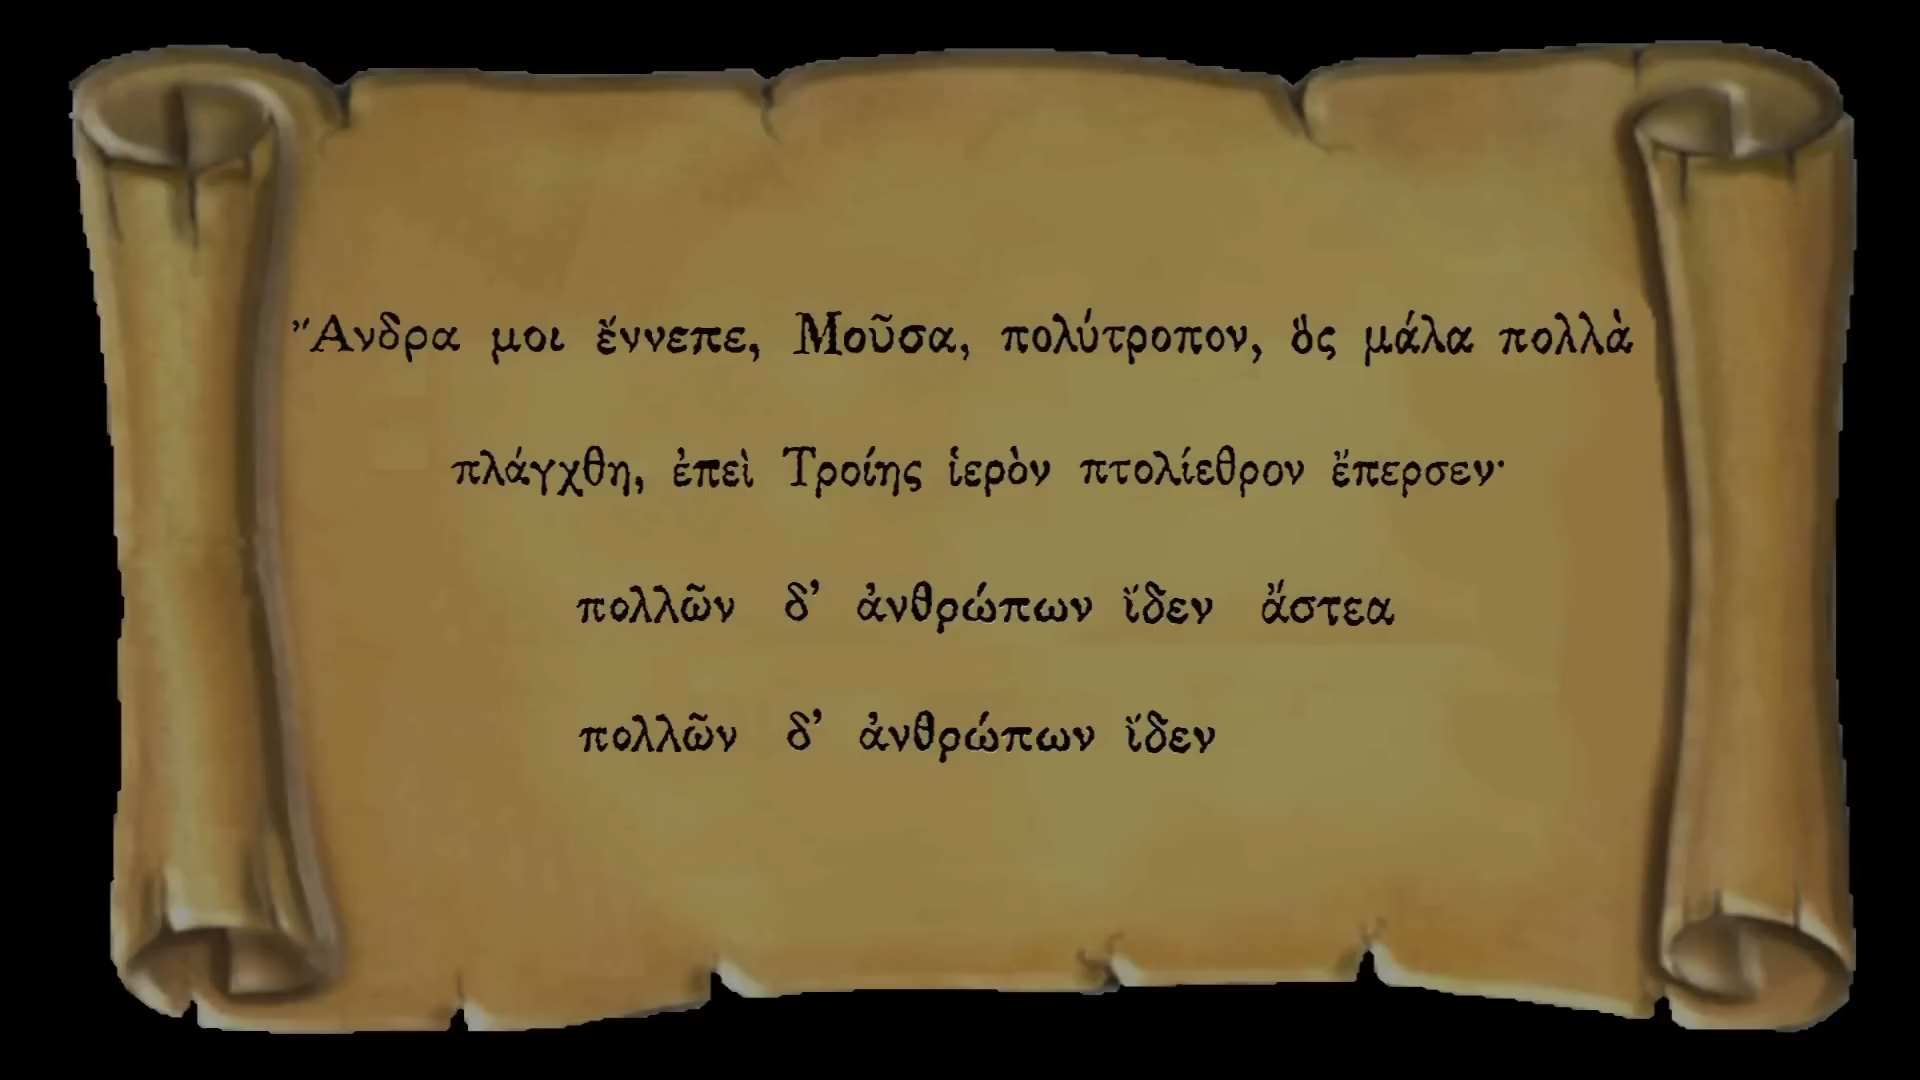 Ἄνδρα μοι ἔννεπε, Μοῦσα, πολύτροπον, ὃς μάλα πολλὰ
πλάγχθη, ἐπεὶ Τροίης ἱερὸν πτολίεθρον ἔπερσεν·
πολλῶν δ’ ἀνθρώπων ἴδεν ἄστεα
πολλῶν δ’ ἀνθρώπων ἴδεν